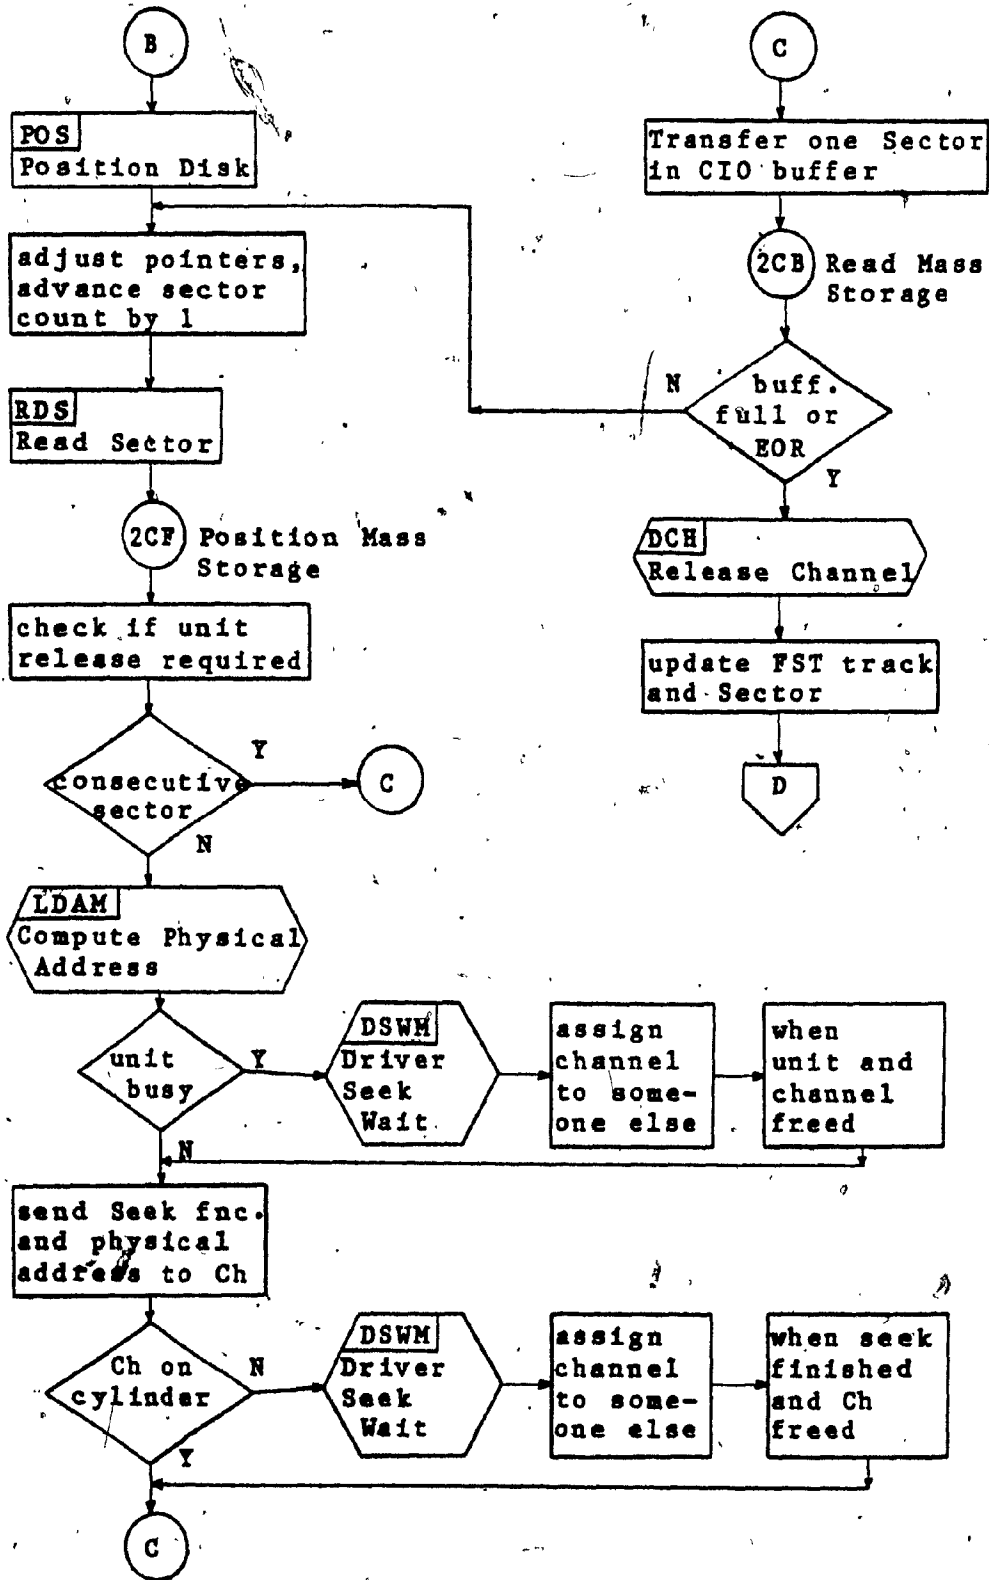 B
POS
Position Disk
adjust pointers,
advance sector
count by 1
RDS
Read Sector
2CF Position Mass
Storage
check if unit
release required
consecutive
sector
Y
C
N
LDAM
Compute Physical
Address
unit
busy
Y
DSWM
Driver
Seek
Wait
assign
channel
to some-
one else
when
unit and
channel
freed
N
send Seek fnc.
and physical
address to Ch
Ch on
cylinder
N
DSWM
Driver
Seek
Wait
assign
channel
to some-
one else
when seek
finished
and Ch
freed
Y
C
C
Transfer one Sector
in CIO buffer
2CB Read Mass
Storage
buff.
full or
EOR
N
Y
DCH
Release Channel
update FST track
and Sector
D